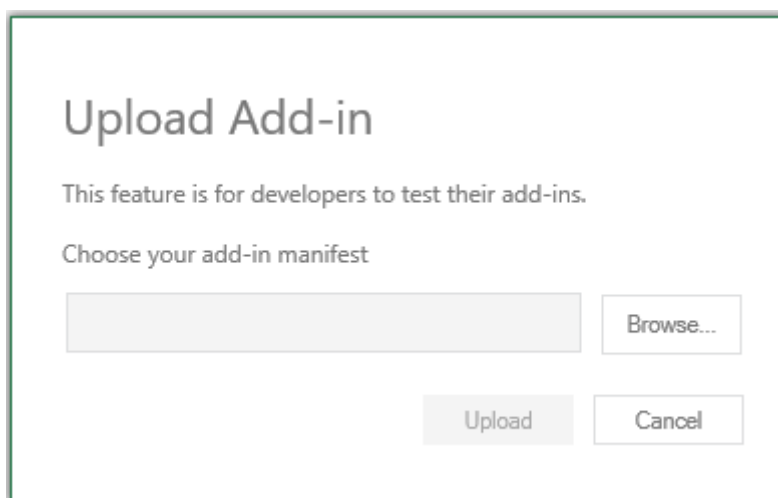 Upload Add-in
This feature is for developers to test their add-ins.
Choose your add-in manifest
Browse...
Upload
Cancel